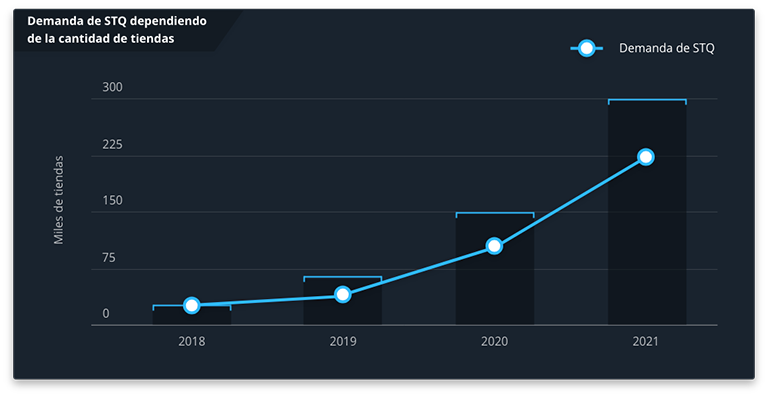 Demanda de STQ dependiendo
de la cantidad de tiendas
Demanda de STQ
Miles de tiendas
300
225
150
75
0
2018
2019
2020
2021